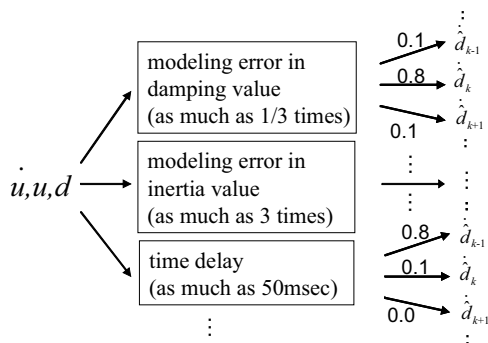 modeling error in
damping value
(as much as 1/3 times)
0.1
0.8
0.1
⋮
d̂ₖ₋₁
d̂ₖ
d̂ₖ₊₁
u̇,u,d
modeling error in
inertia value
(as much as 3 times)
⋮
⋮
⋮
⋮
time delay
(as much as 50msec)
0.8
0.1
0.0
d̂ₖ₋₁
d̂ₖ
d̂ₖ₊₁
⋮
⋮